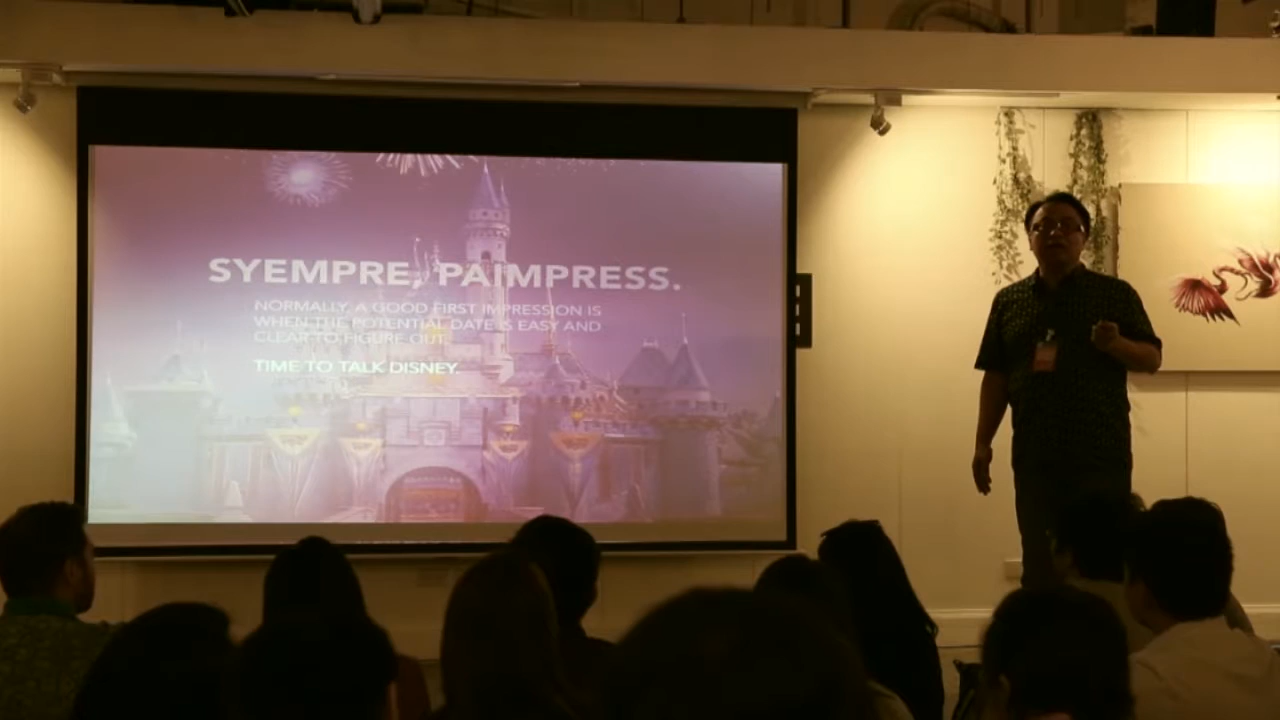 SYEMPRE, PAIMPRESS.
NORMALLY, A GOOD FIRST IMPRESSION IS
WHEN THE POTENTIAL DATE IS EASY AND
CLEAR TO FIGURE OUT.
TIME TO TALK DISNEY.